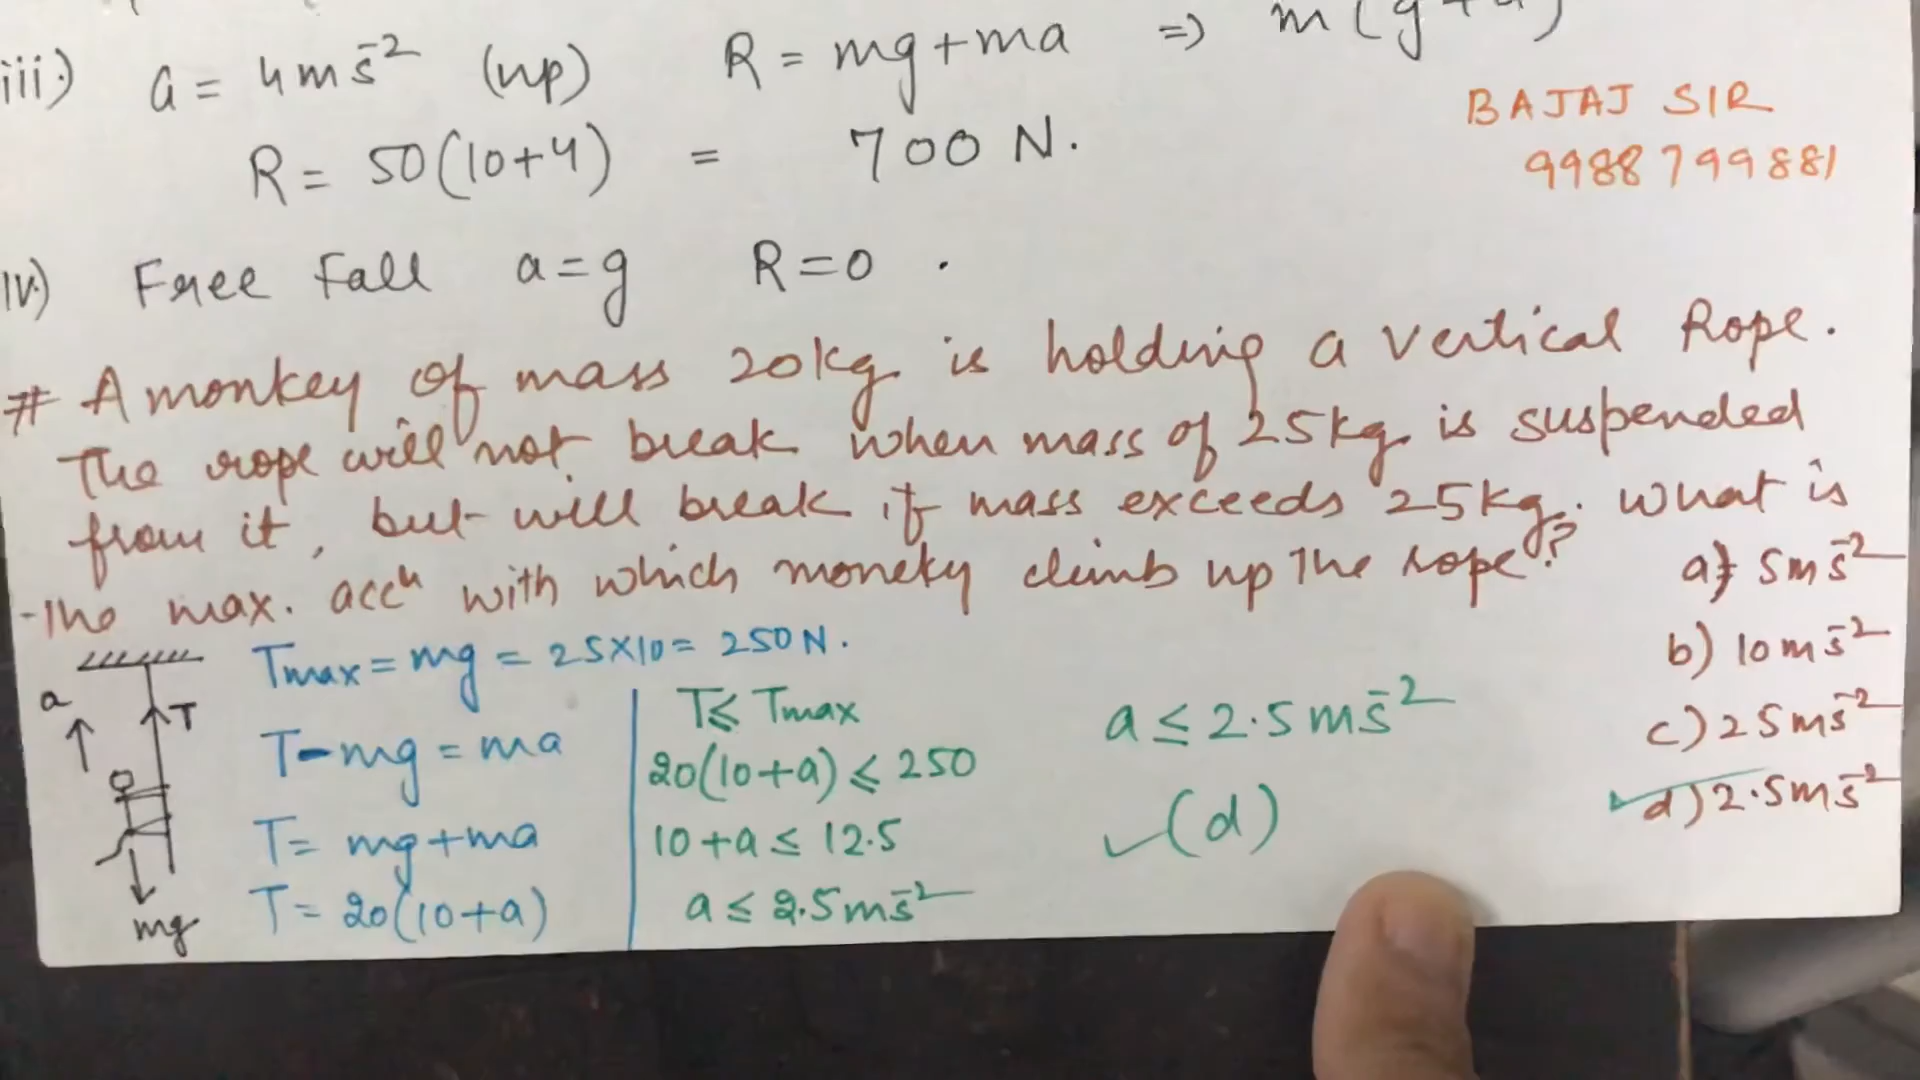 iii) a = 4ms⁻² (up) R = mg+ma => m(g+a)
BAJAJ SIR
R = 50(10+4) = 700 N.
9988799881
iv) Free Fall a=g R=0 .
# A monkey of mass 20kg is holding a vertical Rope.
The rope will not break when mass of 25kg is suspended
from it, but will break if mass exceeds 25kg. What is
the max. accⁿ with which moneky climb up the rope?
a) 5ms⁻²
b) 10ms⁻²
c) 25ms⁻²
d) 2.5ms⁻²
a T mg
Tmax = mg = 25x10 = 250N.
T-mg = ma
T= mg+ma
T= 20(10+a)
T≤ Tmax
20(10+a) ≤ 250
10+a ≤ 12.5
a ≤ 2.5ms⁻²
a ≤ 2.5ms⁻²
✓(d)